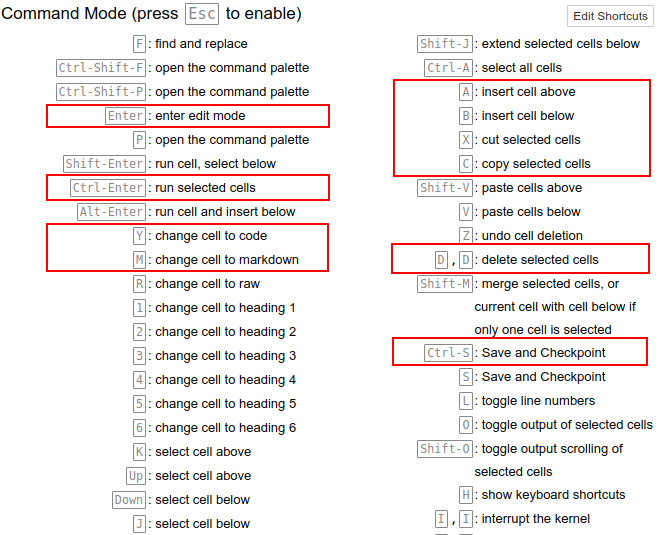 Command Mode (press Esc to enable)
Edit Shortcuts
F : find and replace
Ctrl-Shift-F : open the command palette
Ctrl-Shift-P : open the command palette
Enter : enter edit mode
P : open the command palette
Shift-Enter : run cell, select below
Ctrl-Enter : run selected cells
Alt-Enter : run cell and insert below
Y : change cell to code
M : change cell to markdown
R : change cell to raw
1 : change cell to heading 1
2 : change cell to heading 2
3 : change cell to heading 3
4 : change cell to heading 4
5 : change cell to heading 5
6 : change cell to heading 6
K : select cell above
Up : select cell above
Down : select cell below
J : select cell below
Shift-J : extend selected cells below
Ctrl-A : select all cells
A : insert cell above
B : insert cell below
X : cut selected cells
C : copy selected cells
Shift-V : paste cells above
V : paste cells below
Z : undo cell deletion
D , D : delete selected cells
Shift-M : merge selected cells, or
current cell with cell below if
only one cell is selected
Ctrl-S : Save and Checkpoint
S : Save and Checkpoint
L : toggle line numbers
O : toggle output of selected cells
Shift-O : toggle output scrolling of
selected cells
H : show keyboard shortcuts
I , I : interrupt the kernel